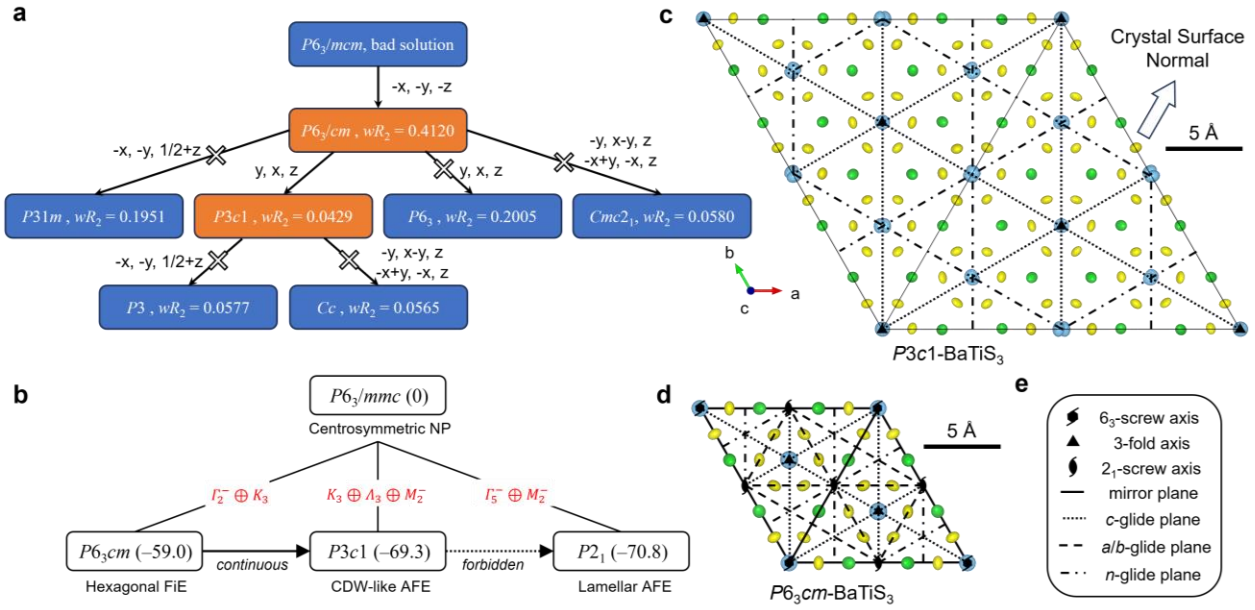 a
P6₃/mcm, bad solution
-x, -y, -z
P6₃/cm , wR₂ = 0.4120
-x, -y, 1/2+z
y, x, z
y, x, z
-y, x-y, z
-x+y, -x, z
P31m , wR₂ = 0.1951
P3c1 , wR₂ = 0.0429
P6₃ , wR₂ = 0.2005
Cmc2₁, wR₂ = 0.0580
-x, -y, 1/2+z
-y, x-y, z
-x+y, -x, z
P3 , wR₂ = 0.0577
Cc , wR₂ = 0.0565
b
P6₃/mmc (0)
Centrosymmetric NP
Γ₂⁻ ⊕ K₃
K₃ ⊕ Λ₃ ⊕ M₂⁻
Γ₅⁻ ⊕ M₂⁻
P6₃cm (−59.0)
continuous
P3c1 (−69.3)
forbidden
P2₁ (−70.8)
Hexagonal FiE
CDW-like AFE
Lamellar AFE
c
Crystal Surface
Normal
5 Å
b
a
c
P3c1-BaTiS₃
d
5 Å
P6₃cm-BaTiS₃
e
6₃-screw axis
3-fold axis
2₁-screw axis
mirror plane
c-glide plane
a/b-glide plane
n-glide plane